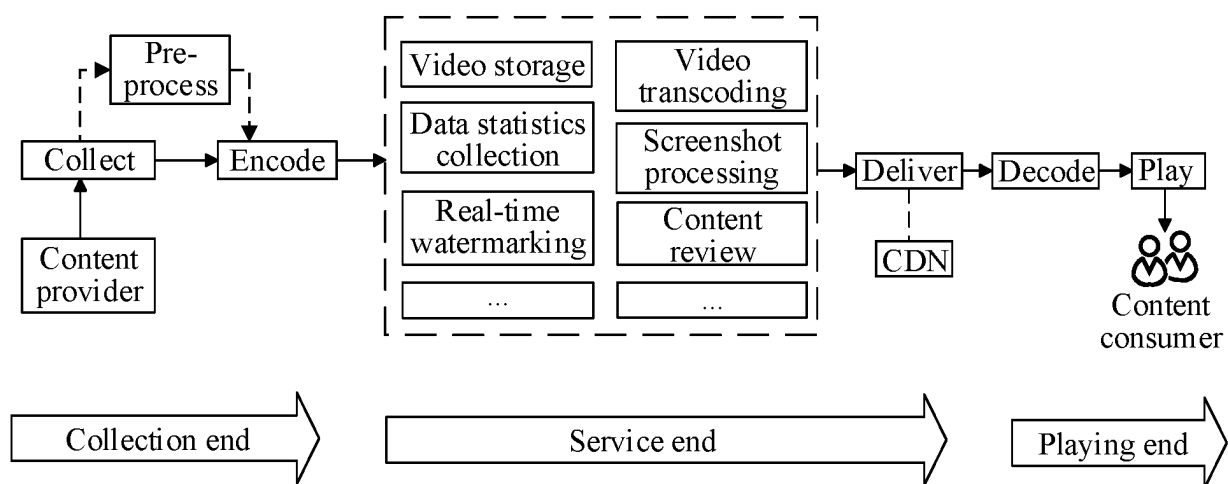 Pre-
process
Collect
Encode
Content
provider
Video storage
Data statistics
collection
Real-time
watermarking
...
Video
transcoding
Screenshot
processing
Content
review
...
Deliver
CDN
Decode
Play
Content
consumer
Collection end
Service end
Playing end